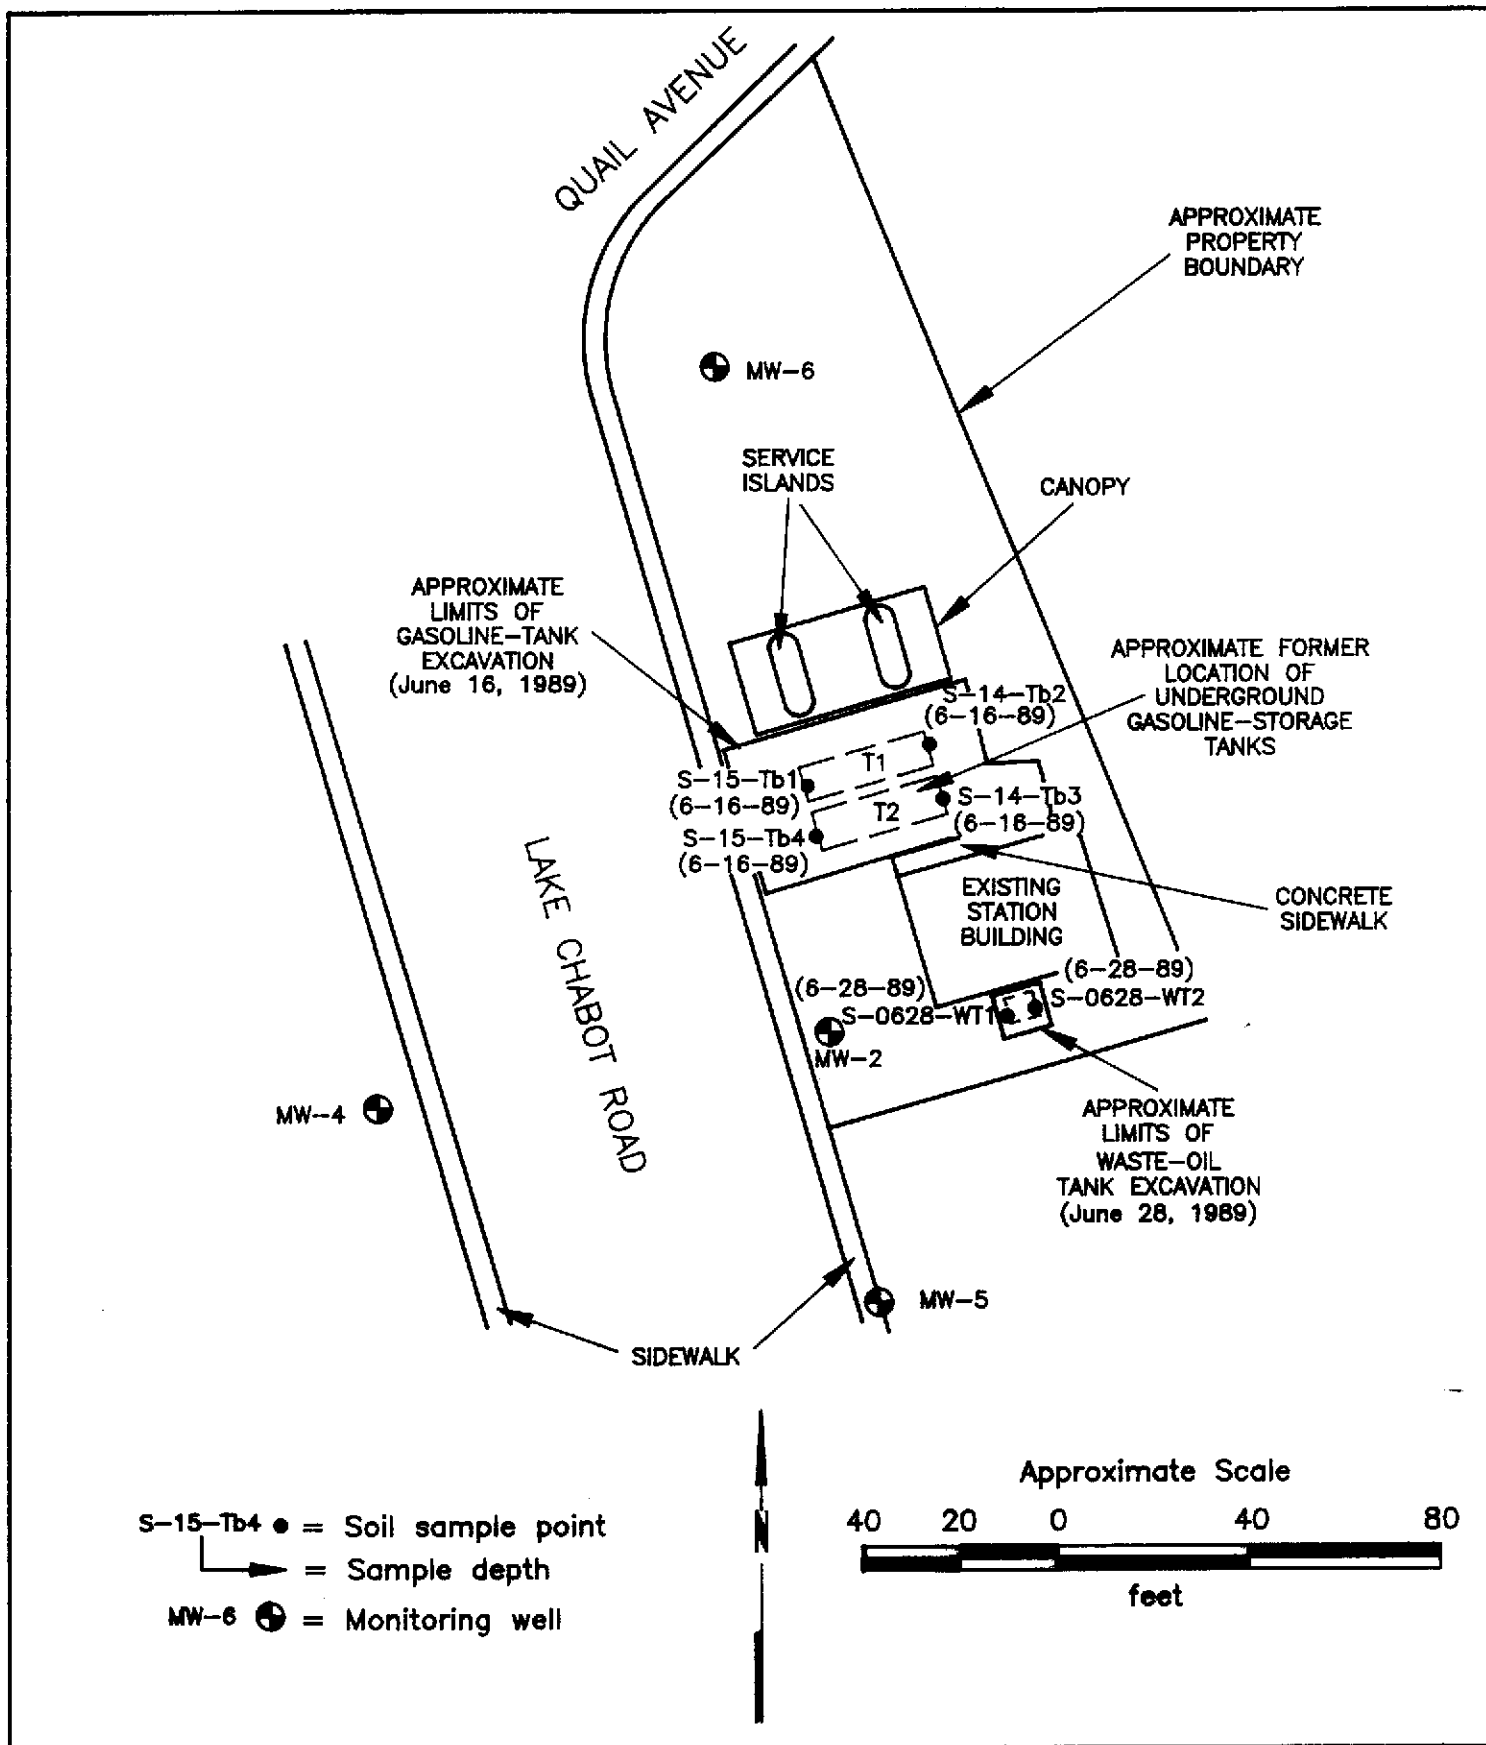 QUAIL AVENUE
APPROXIMATE
PROPERTY
BOUNDARY
MW-6
SERVICE
ISLANDS
CANOPY
APPROXIMATE
LIMITS OF
GASOLINE-TANK
EXCAVATION
(June 16, 1989)
APPROXIMATE FORMER
LOCATION OF
UNDERGROUND
GASOLINE-STORAGE
TANKS
S-14-Tb2
(6-16-89)
T1
S-15-Tb1
(6-16-89)
T2
S-14-Tb3
(6-16-89)
S-15-Tb4
(6-16-89)
LAKE CHABOT ROAD
EXISTING
STATION
BUILDING
CONCRETE
SIDEWALK
(6-28-89)
S-0628-WT2
(6-28-89)
S-0628-WT1
MW-2
MW-4
APPROXIMATE
LIMITS OF
WASTE-OIL
TANK EXCAVATION
(June 28, 1989)
MW-5
SIDEWALK
N
Approximate Scale
40 20 0 40 80
feet
S-15-Tb4 = Soil sample point
= Sample depth
MW-6 = Monitoring well